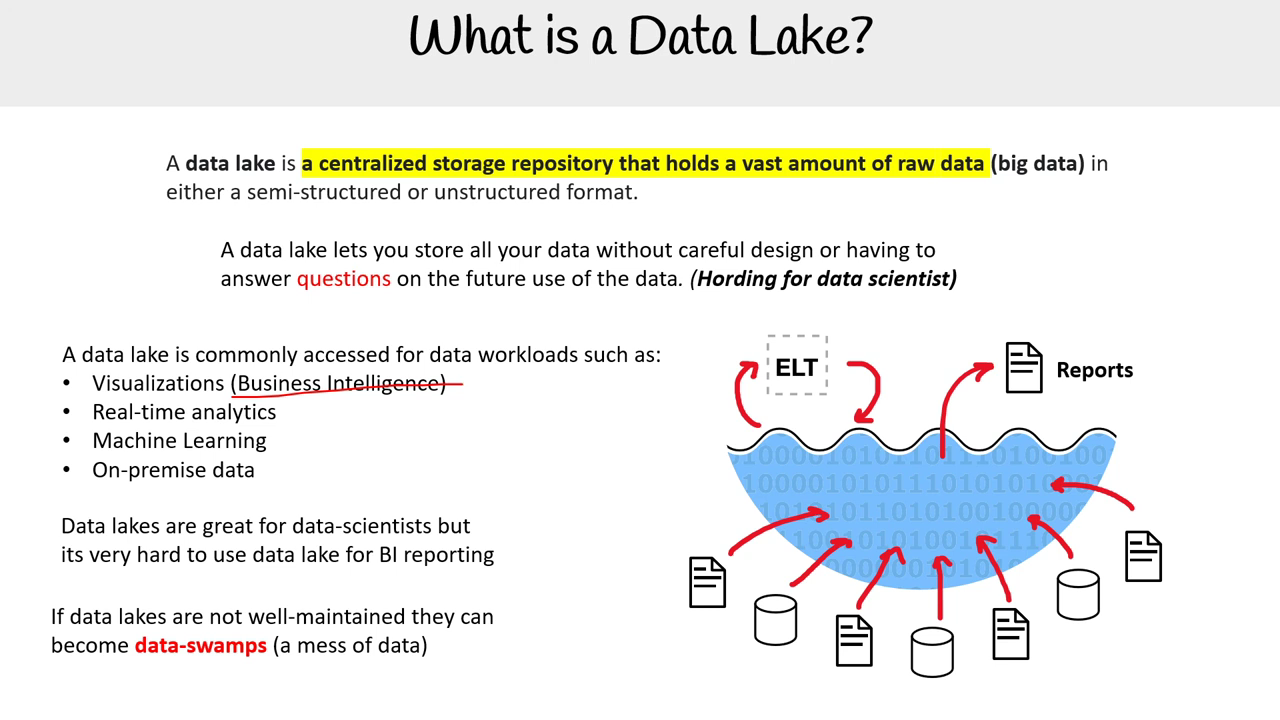 What is a Data Lake?
A data lake is a centralized storage repository that holds a vast amount of raw data (big data) in
either a semi-structured or unstructured format.
A data lake lets you store all your data without careful design or having to
answer questions on the future use of the data. (Hording for data scientist)
A data lake is commonly accessed for data workloads such as:
• Visualizations (Business Intelligence)
• Real-time analytics
• Machine Learning
• On-premise data
Data lakes are great for data-scientists but
its very hard to use data lake for BI reporting
If data lakes are not well-maintained they can
become data-swamps (a mess of data)
ELT
Reports